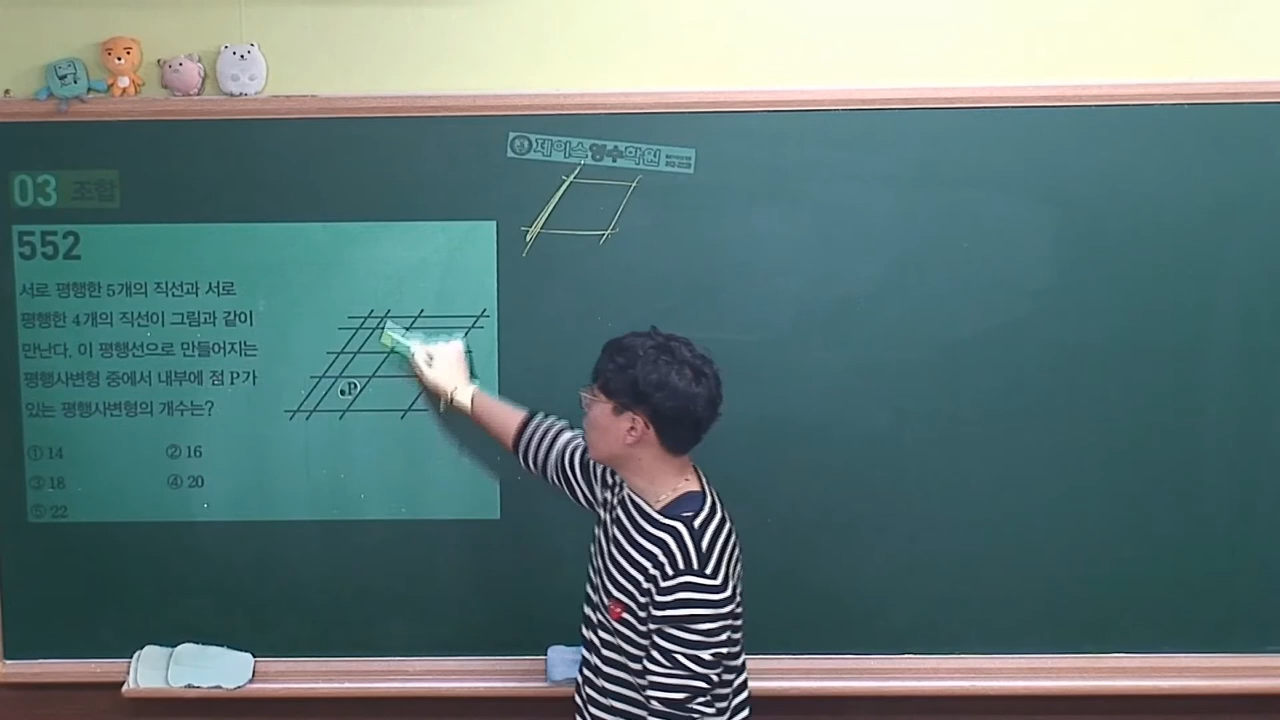 제이스영수학원
03 조합
552
서로 평행한 5개의 직선과 서로
평행한 4개의 직선이 그림과 같이
만난다. 이 평행선으로 만들어지는
평행사변형 중에서 내부에 점 P가
있는 평행사변형의 개수는?
P
① 14 ② 16
③ 18 ④ 20
⑤ 22